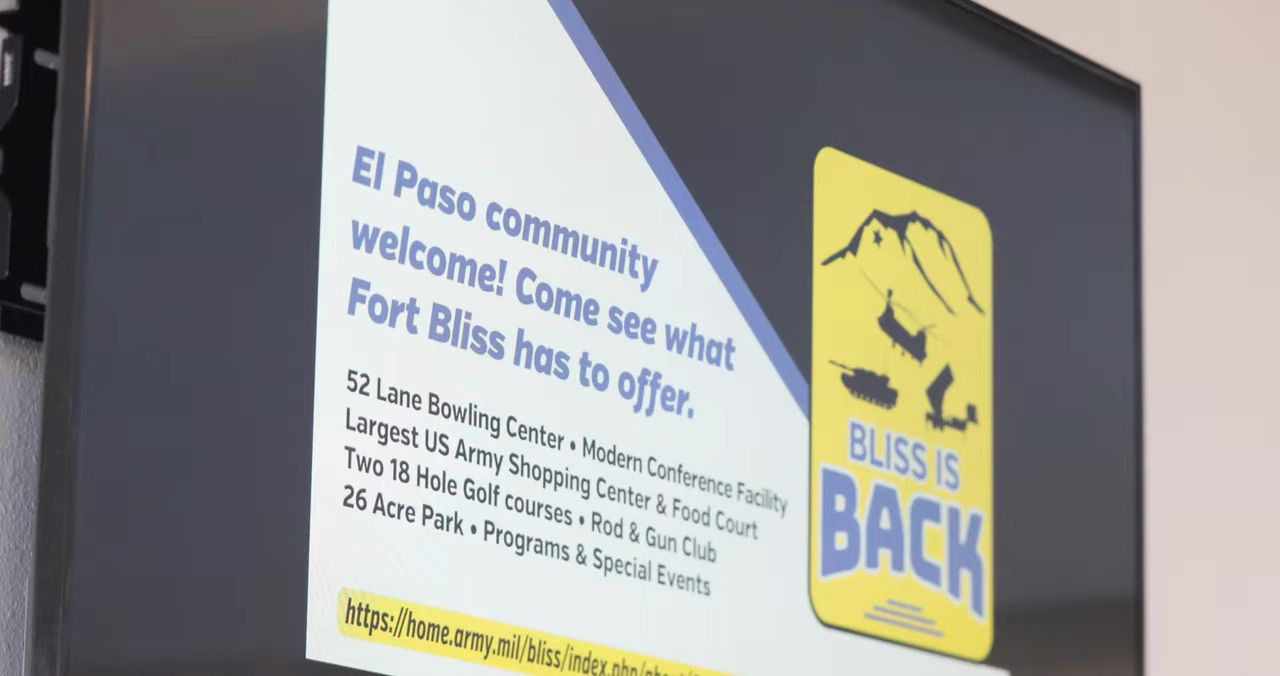 El Paso community
welcome! Come see what
Fort Bliss has to offer.
52 Lane Bowling Center • Modern Conference Facility
Largest US Army Shopping Center & Food Court
Two 18 Hole Golf courses • Rod & Gun Club
26 Acre Park • Programs & Special Events
https://home.army.mil/bliss/index.php/about/
BLISS IS
BACK